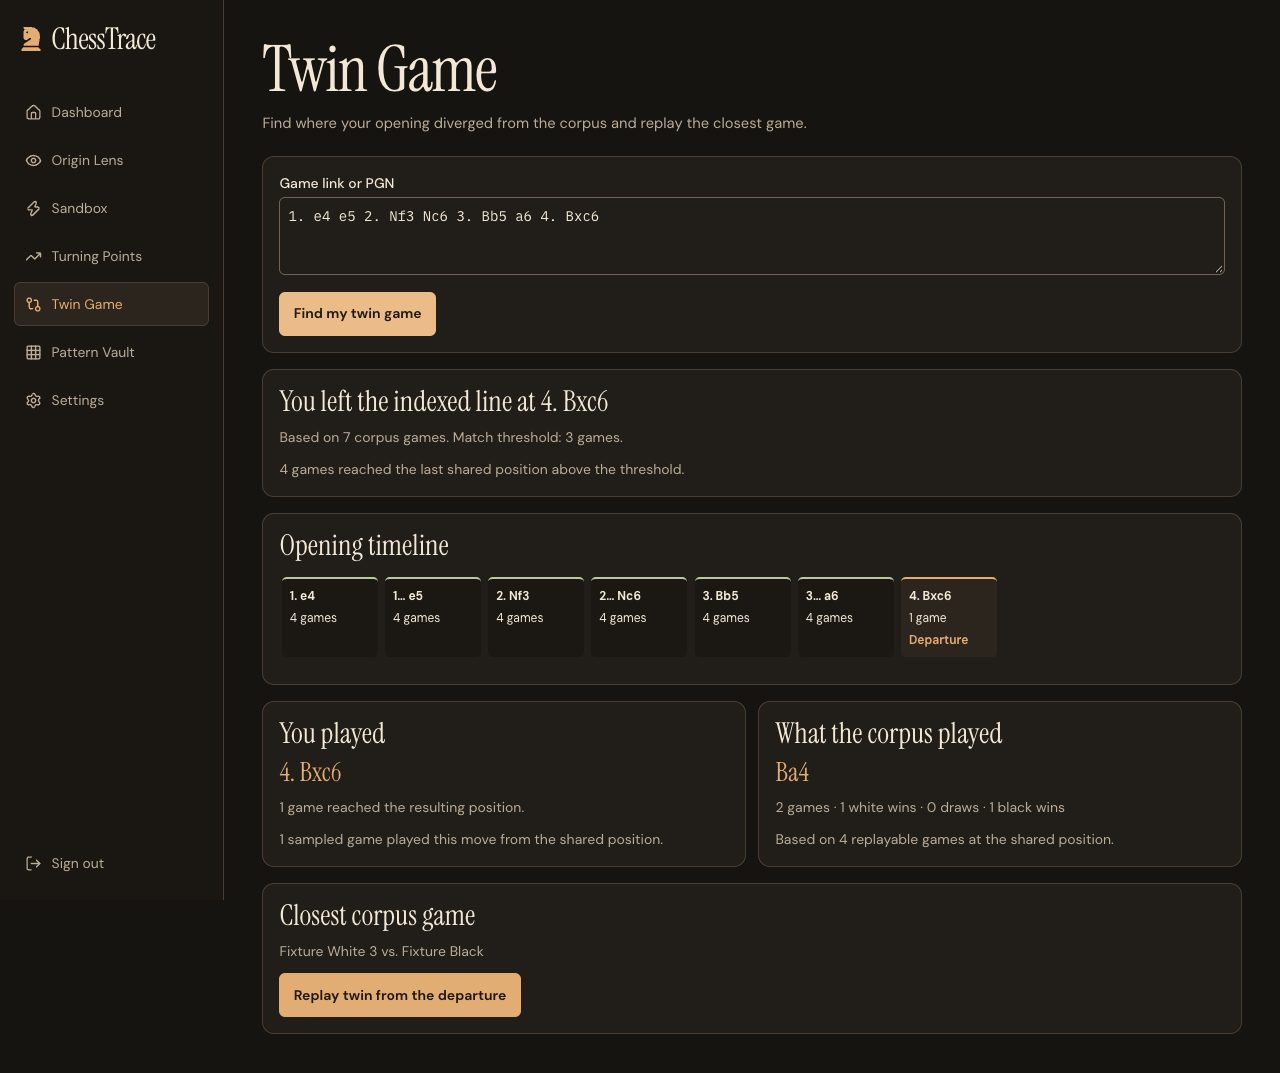 ChessTrace
Dashboard
Origin Lens
Sandbox
Turning Points
Twin Game
Pattern Vault
Settings
Sign out
Twin Game
Find where your opening diverged from the corpus and replay the closest game.
Game link or PGN
1. e4 e5 2. Nf3 Nc6 3. Bb5 a6 4. Bxc6
Find my twin game
You left the indexed line at 4. Bxc6
Based on 7 corpus games. Match threshold: 3 games.
4 games reached the last shared position above the threshold.
Opening timeline
1. e4
4 games
1... e5
4 games
2. Nf3
4 games
2... Nc6
4 games
3. Bb5
4 games
3... a6
4 games
4. Bxc6
1 game
Departure
You played
4. Bxc6
1 game reached the resulting position.
1 sampled game played this move from the shared position.
What the corpus played
Ba4
2 games · 1 white wins · 0 draws · 1 black wins
Based on 4 replayable games at the shared position.
Closest corpus game
Fixture White 3 vs. Fixture Black
Replay twin from the departure